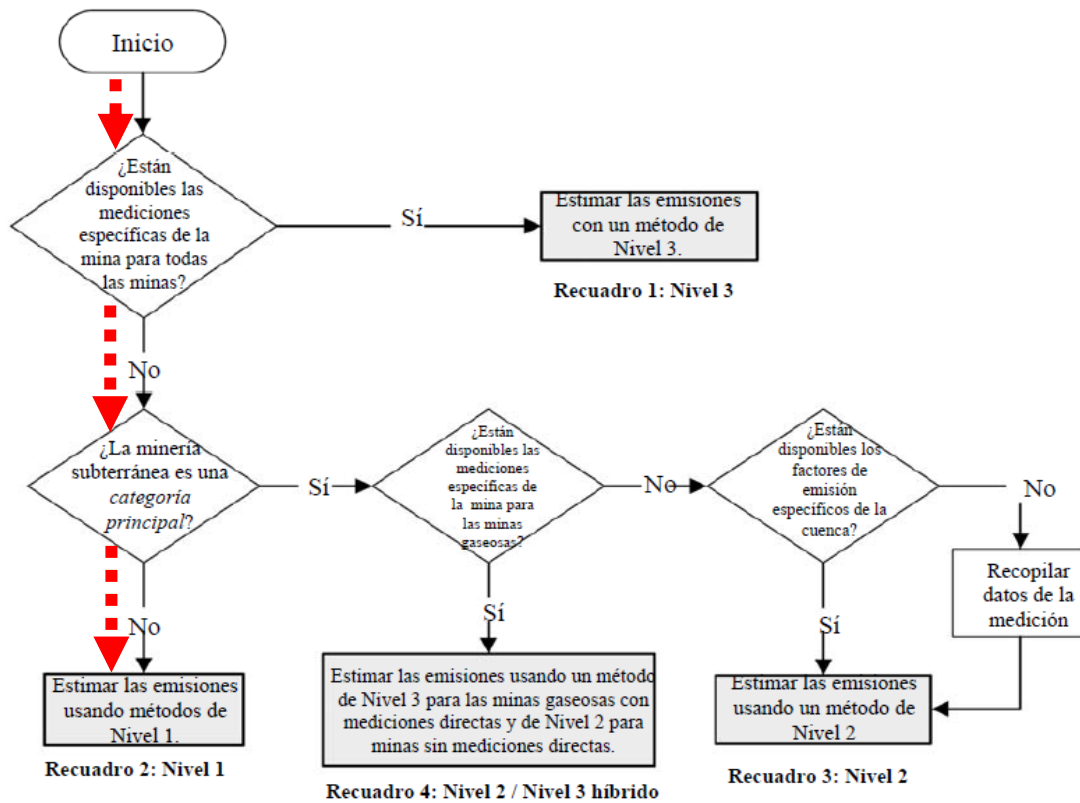 Inicio
¿Están
disponibles las
mediciones
específicas de la
mina para todas
las minas?
Sí
Estimar las emisiones
con un método de
Nivel 3.
Recuadro 1: Nivel 3
No
¿La minería
subterránea es una
categoría
principal?
Sí
¿Están
disponibles las
mediciones
específicas de
la mina para
las minas
gaseosas?
No
¿Están
disponibles los
factores de
emisión
específicos de la
cuenca?
No
Recopilar
datos de la
medición
No
Sí
Sí
Estimar las emisiones
usando métodos de
Nivel 1.
Recuadro 2: Nivel 1
Estimar las emisiones usando un método
de Nivel 3 para las minas gaseosas con
mediciones directas y de Nivel 2 para
minas sin mediciones directas.
Recuadro 4: Nivel 2 / Nivel 3 híbrido
Estimar las emisiones
usando un método de
Nivel 2
Recuadro 3: Nivel 2